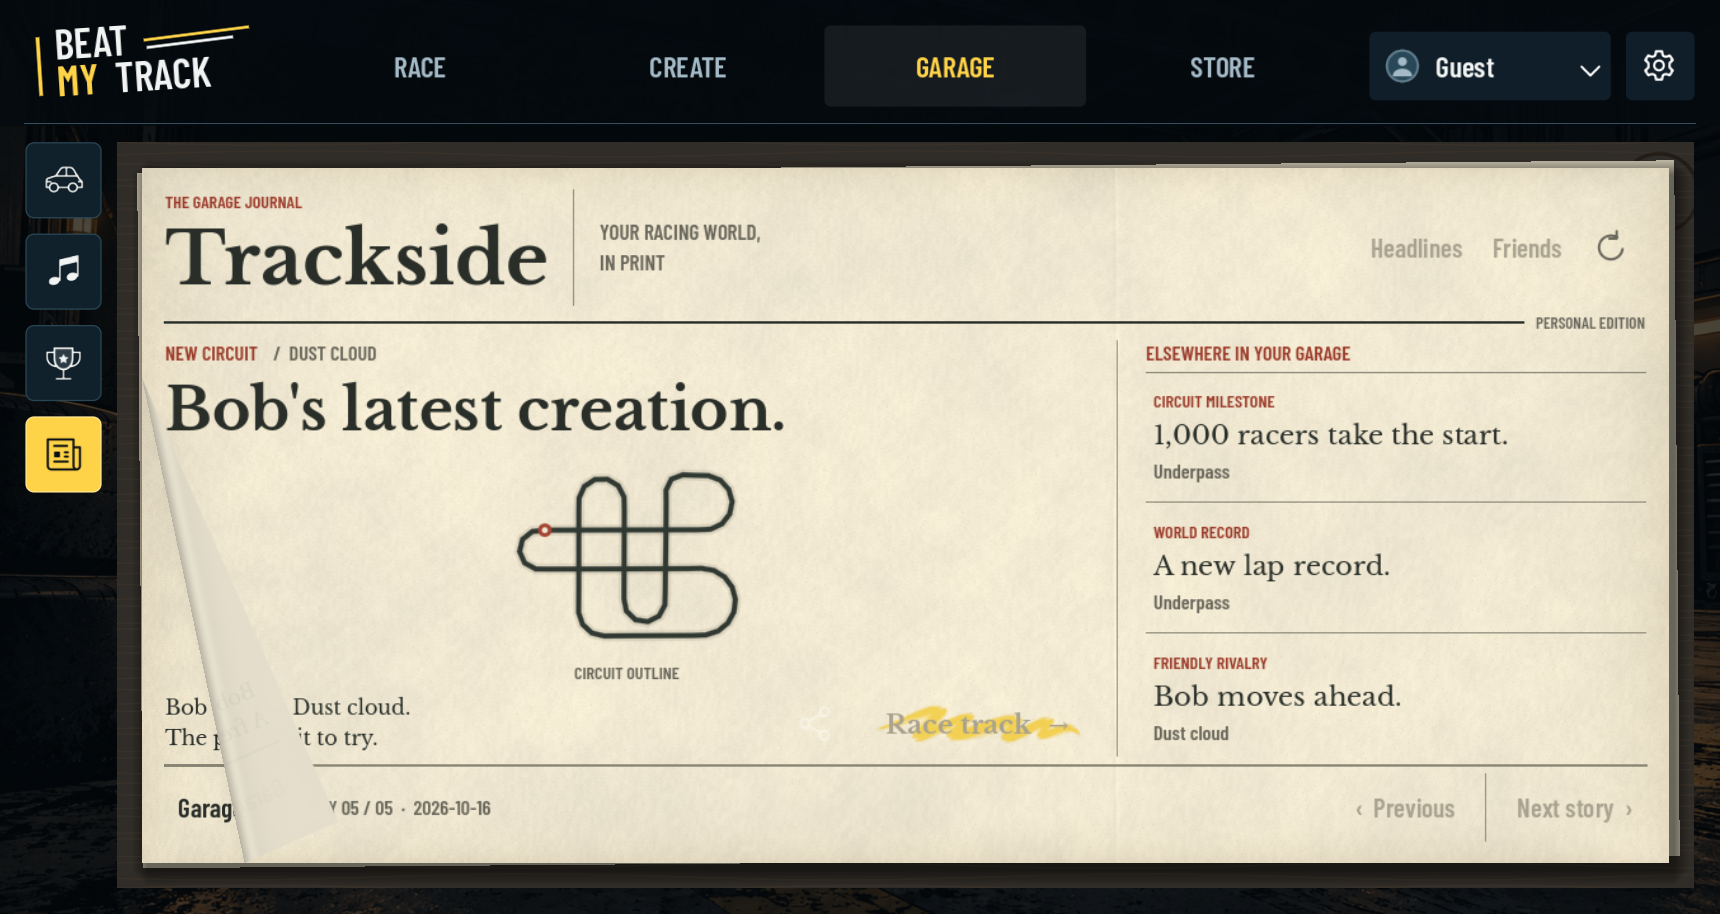 BEAT
MY TRACK
RACE
CREATE
GARAGE
STORE
Guest
THE GARAGE JOURNAL
Trackside
YOUR RACING WORLD,
IN PRINT
Headlines
Friends
PERSONAL EDITION
NEW CIRCUIT / DUST CLOUD
Bob's latest creation.
CIRCUIT OUTLINE
Bob Dust cloud.
The it to try.
Race track →
ELSEWHERE IN YOUR GARAGE
CIRCUIT MILESTONE
1,000 racers take the start.
Underpass
WORLD RECORD
A new lap record.
Underpass
FRIENDLY RIVALRY
Bob moves ahead.
Dust cloud
05 / 05 · 2026-10-16
‹ Previous
Next story ›